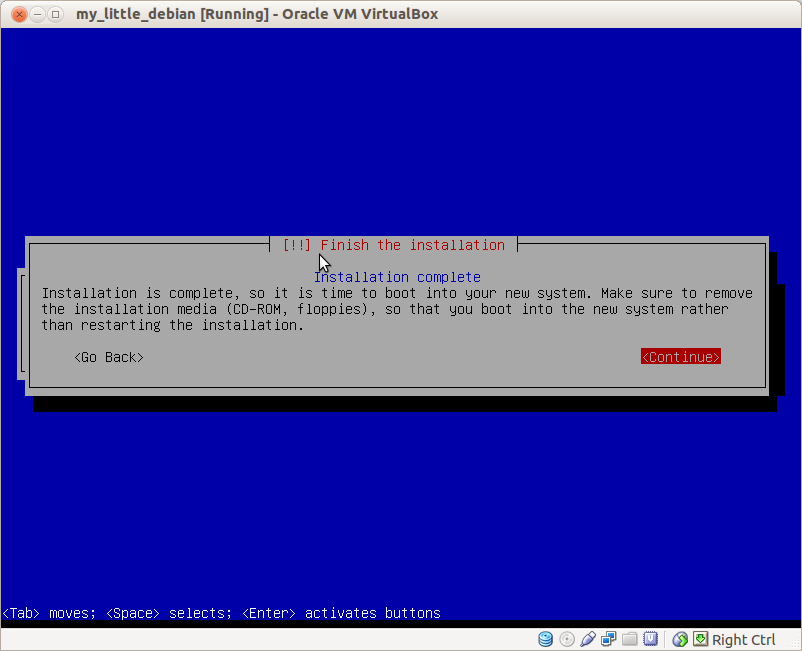 my_little_debian [Running] - Oracle VM VirtualBox
[!!] Finish the installation
Installation complete
Installation is complete, so it is time to boot into your new system. Make sure to remove
the installation media (CD-ROM, floppies), so that you boot into the new system rather
than restarting the installation.
<Go Back> <Continue>
<Tab> moves; <Space> selects; <Enter> activates buttons
Right Ctrl